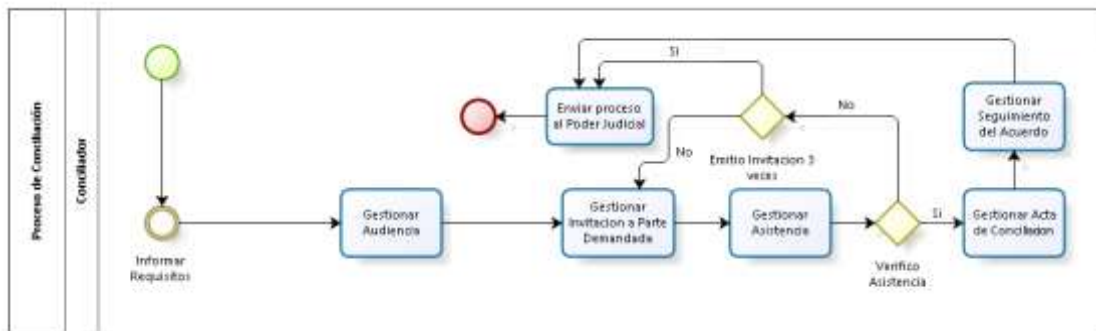 Proceso de Conciliación
Conciliador
Informar
Requisitos
Gestionar
Audiencia
Gestionar
Invitacion a Parte
Demandada
Gestionar
Asistencia
Verifico
Asistencia
Si
No
Gestionar Acta
de Conciliacion
Gestionar
Seguimiento
del Acuerdo
Emitio Invitacion 3
veces
Si
No
Enviar proceso
al Poder Judicial